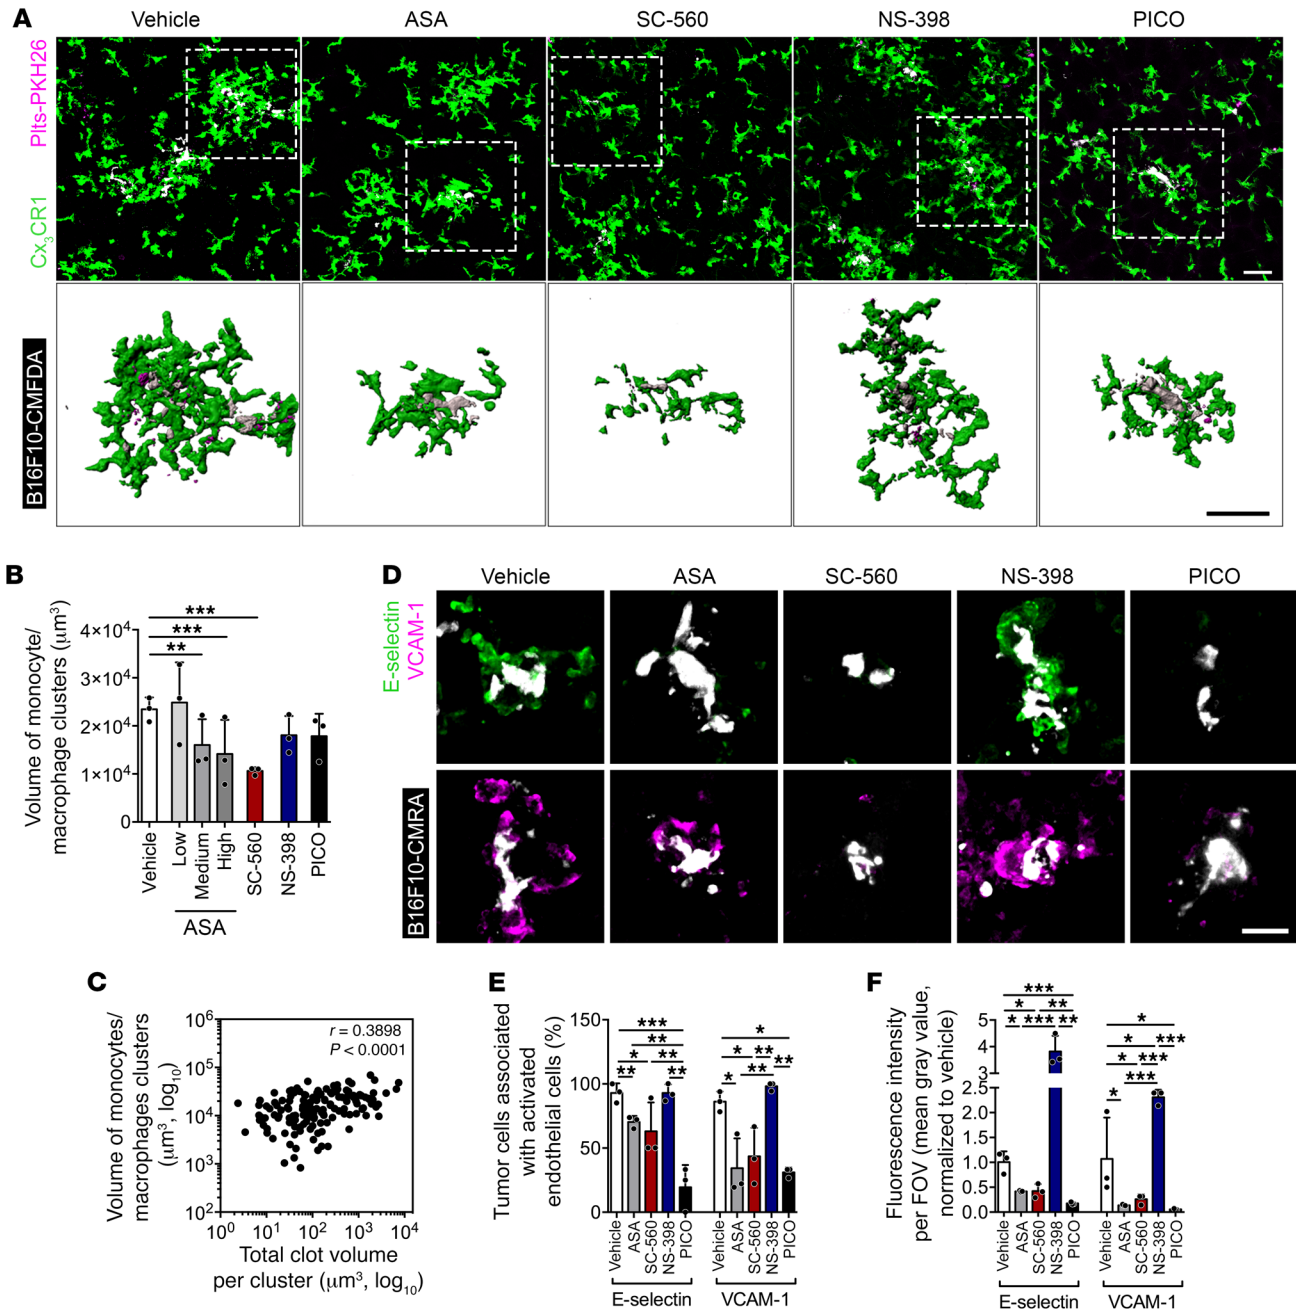 A
Vehicle ASA SC-560 NS-398 PICO
Cx3CR1 Plts-PKH26
B16F10-CMFDA
B
Volume of monocyte/
macrophage clusters (μm³)
4×10⁴
3×10⁴
2×10⁴
1×10⁴
0
***
***
**
Vehicle Low Medium High SC-560 NS-398 PICO
ASA
C
Volume of monocytes/
macrophages clusters
(μm³, log₁₀)
10⁶
10⁵
10⁴
10³
10²
r = 0.3898
P < 0.0001
10⁰ 10¹ 10² 10³ 10⁴
Total clot volume
per cluster (μm³, log₁₀)
D
Vehicle ASA SC-560 NS-398 PICO
E-selectin
VCAM-1
B16F10-CMRA
E
Tumor cells associated
with activated
endothelial cells (%)
150
100
50
0
*** *
** 
* ** * **
** ** * ** **
Vehicle ASA SC-560 NS-398 PICO Vehicle ASA SC-560 NS-398 PICO
E-selectin VCAM-1
F
Fluorescence intensity
per FOV (mean gray value,
normalized to vehicle)
5
4
3
2.5
2.0
1.5
1.0
0.5
0.0
***
* **
* *** **
*
* ***
* ***
***
*
Vehicle ASA SC-560 NS-398 PICO Vehicle ASA SC-560 NS-398 PICO
E-selectin VCAM-1